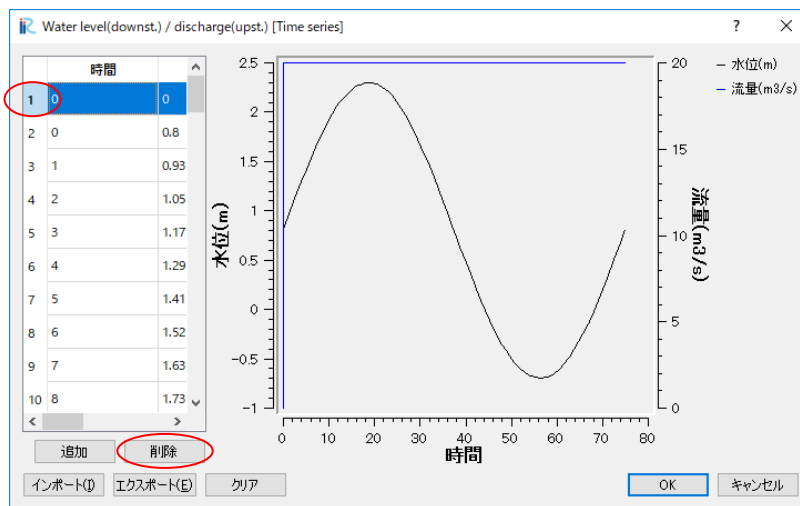 iRIC Water level(downst.) / discharge(upst.) [Time series] ? ×
時間
1 0 0
2 0 0.8
3 1 0.93
4 2 1.05
5 3 1.17
6 4 1.29
7 5 1.41
8 6 1.52
9 7 1.63
10 8 1.73
追加 削除
インポート(I) エクスポート(E) クリア
水位(m)
2.5
2
1.5
1
0.5
0
-0.5
-1
0 10 20 30 40 50 60 70 80
時間
20
15
10
5
0
流量(m3/s)
水位(m)
流量(m3/s)
OK キャンセル